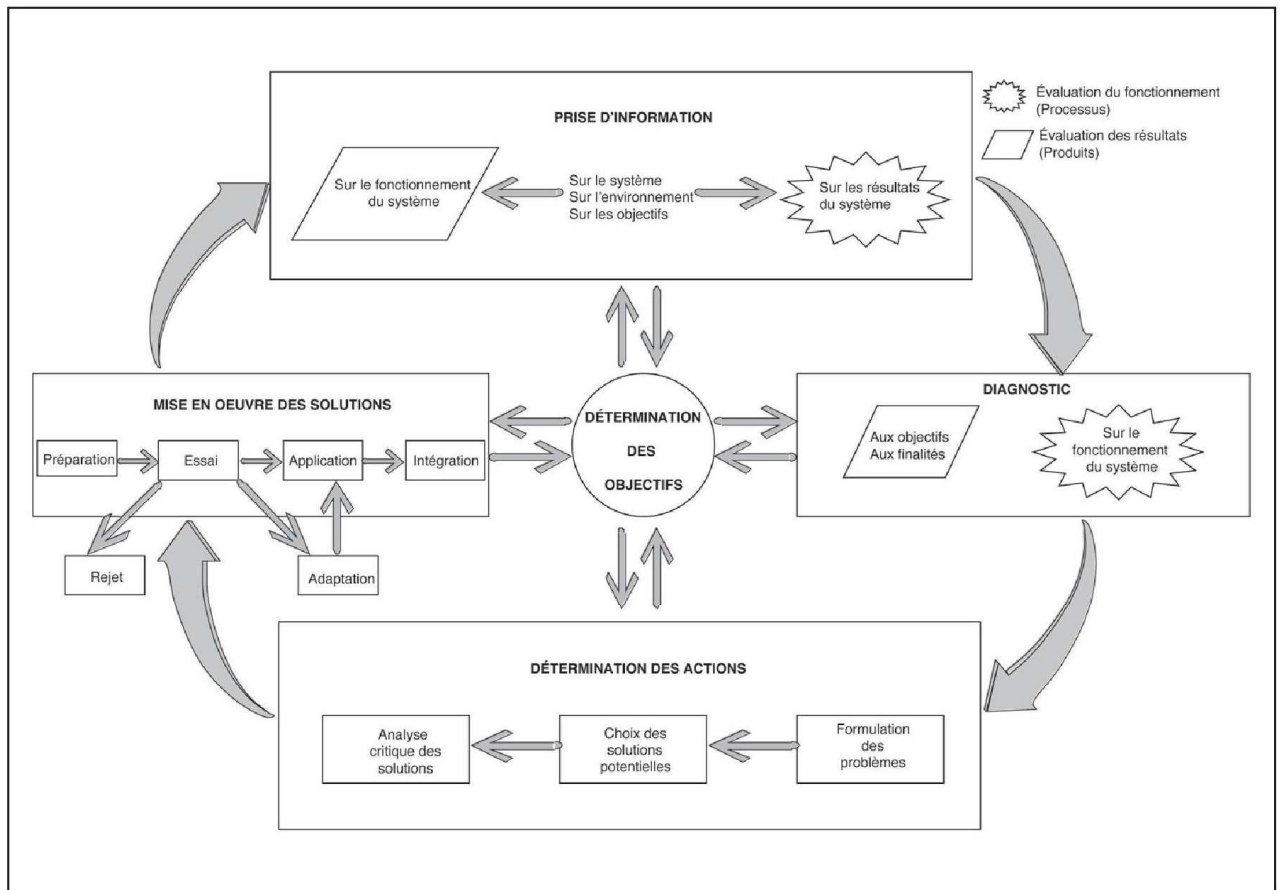 PRISE D'INFORMATION
Sur le fonctionnement
du système
Sur le système
Sur l'environnement
Sur les objectifs
Sur les résultats
du système
Évaluation du fonctionnement
(Processus)
Évaluation des résultats
(Produits)
MISE EN OEUVRE DES SOLUTIONS
Préparation
Essai
Application
Intégration
Rejet
Adaptation
DÉTERMINATION
DES
OBJECTIFS
DIAGNOSTIC
Aux objectifs
Aux finalités
Sur le
fonctionnement
du système
DÉTERMINATION DES ACTIONS
Analyse
critique des
solutions
Choix des
solutions
potentielles
Formulation
des
problèmes